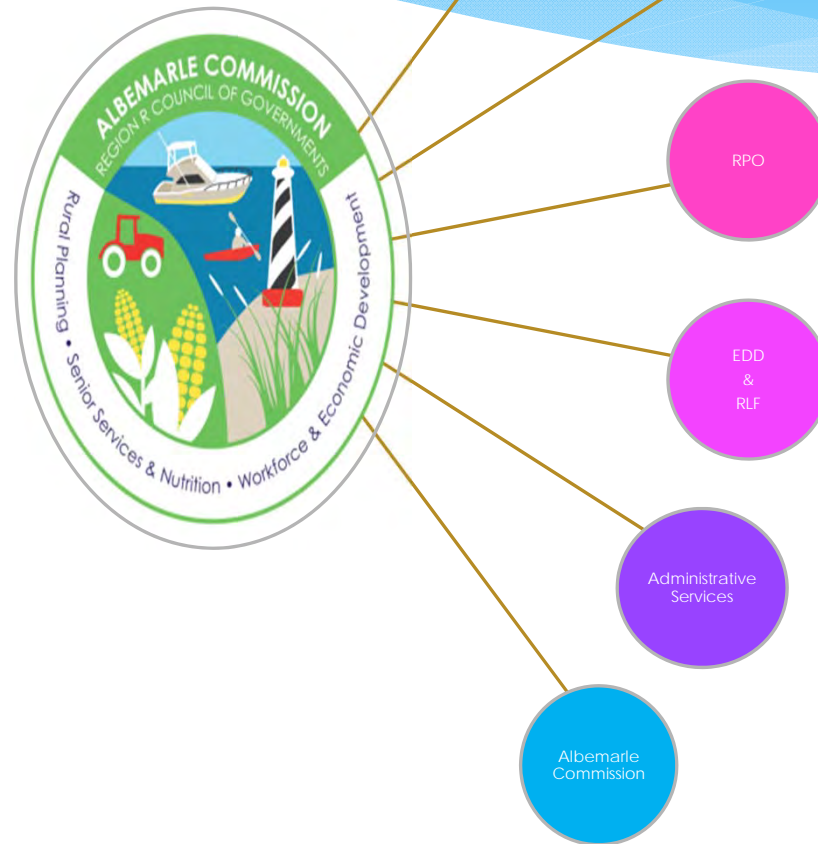 ALBEMARLE COMMISSION
REGION R COUNCIL OF GOVERNMENTS
Rural Planning • Senior Services & Nutrition • Workforce & Economic Development
RPO
EDD
&
RLF
Administrative
Services
Albemarle
Commission